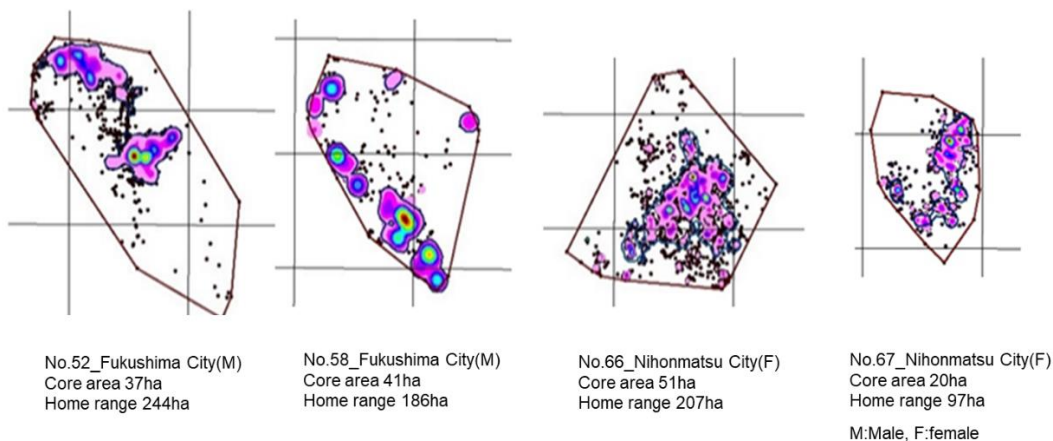 No.52_Fukushima City(M)
Core area 37ha
Home range 244ha
No.58_Fukushima City(M)
Core area 41ha
Home range 186ha
No.66_Nihonmatsu City(F)
Core area 51ha
Home range 207ha
No.67_Nihonmatsu City(F)
Core area 20ha
Home range 97ha
M:Male, F:female